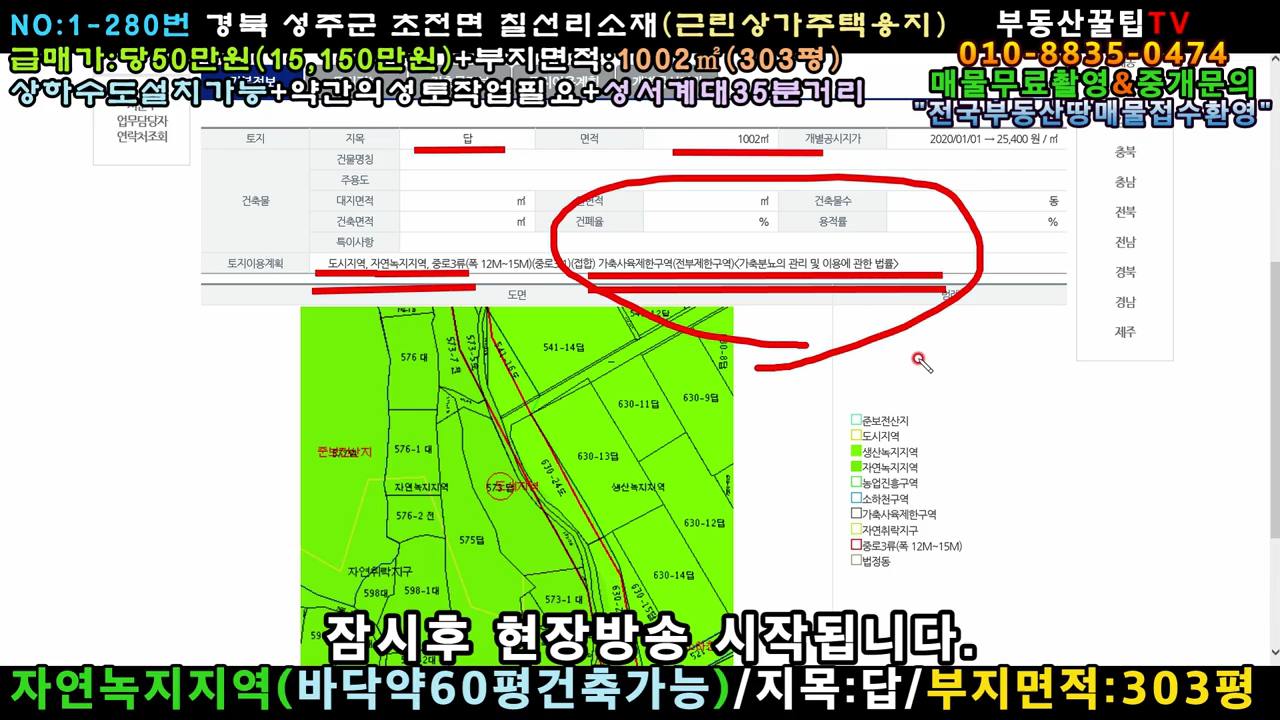 NO:1-280번 경북 성주군 초전면 칠선리소재(근린상가주택용지)
부동산꿀팁TV
급매가:당50만원(15,150만원)+부지면적:1002㎡(303평)
010-8835-0474
상하수도설치가능+약간의성토작업필요+성서계대35분거리
매물무료촬영&중개문의
"전국부동산땅매물접수환영"
업무담당자
연락처조회
토지 지목 답 면적 1002㎡ 개별공시지가 2020/01/01 → 25,400 원 / ㎡
건물명칭
주용도
건축물 대지면적 ㎡ ㎡ 건축물수 동
건축면적 ㎡ 건폐율 % 용적률 %
특이사항
토지이용계획 도시지역, 자연녹지지역, 중로3류(폭 12M~15M)(중로3-1)(접합) 가축사육제한구역(전부제한구역)<가축분뇨의 관리 및 이용에 관한 법률>
도면
충북
충남
전북
전남
경북
경남
제주
576 대
541-14답
630-11답
630-9답
576-1 대
630-13답
준보전산지
자연녹지지역
생산녹지지역
630-24도
576-2 전
575답
630-12답
자연취락지구
598대
598-1대
573-1 대
630-14답
630-15답
준보전산지
도시지역
생산녹지지역
자연녹지지역
농업진흥구역
소하천구역
가축사육제한구역
자연취락지구
중로3류(폭 12M~15M)
법정동
잠시후 현장방송 시작됩니다.
자연녹지지역(바닥약60평건축가능)/지목:답/부지면적:303평